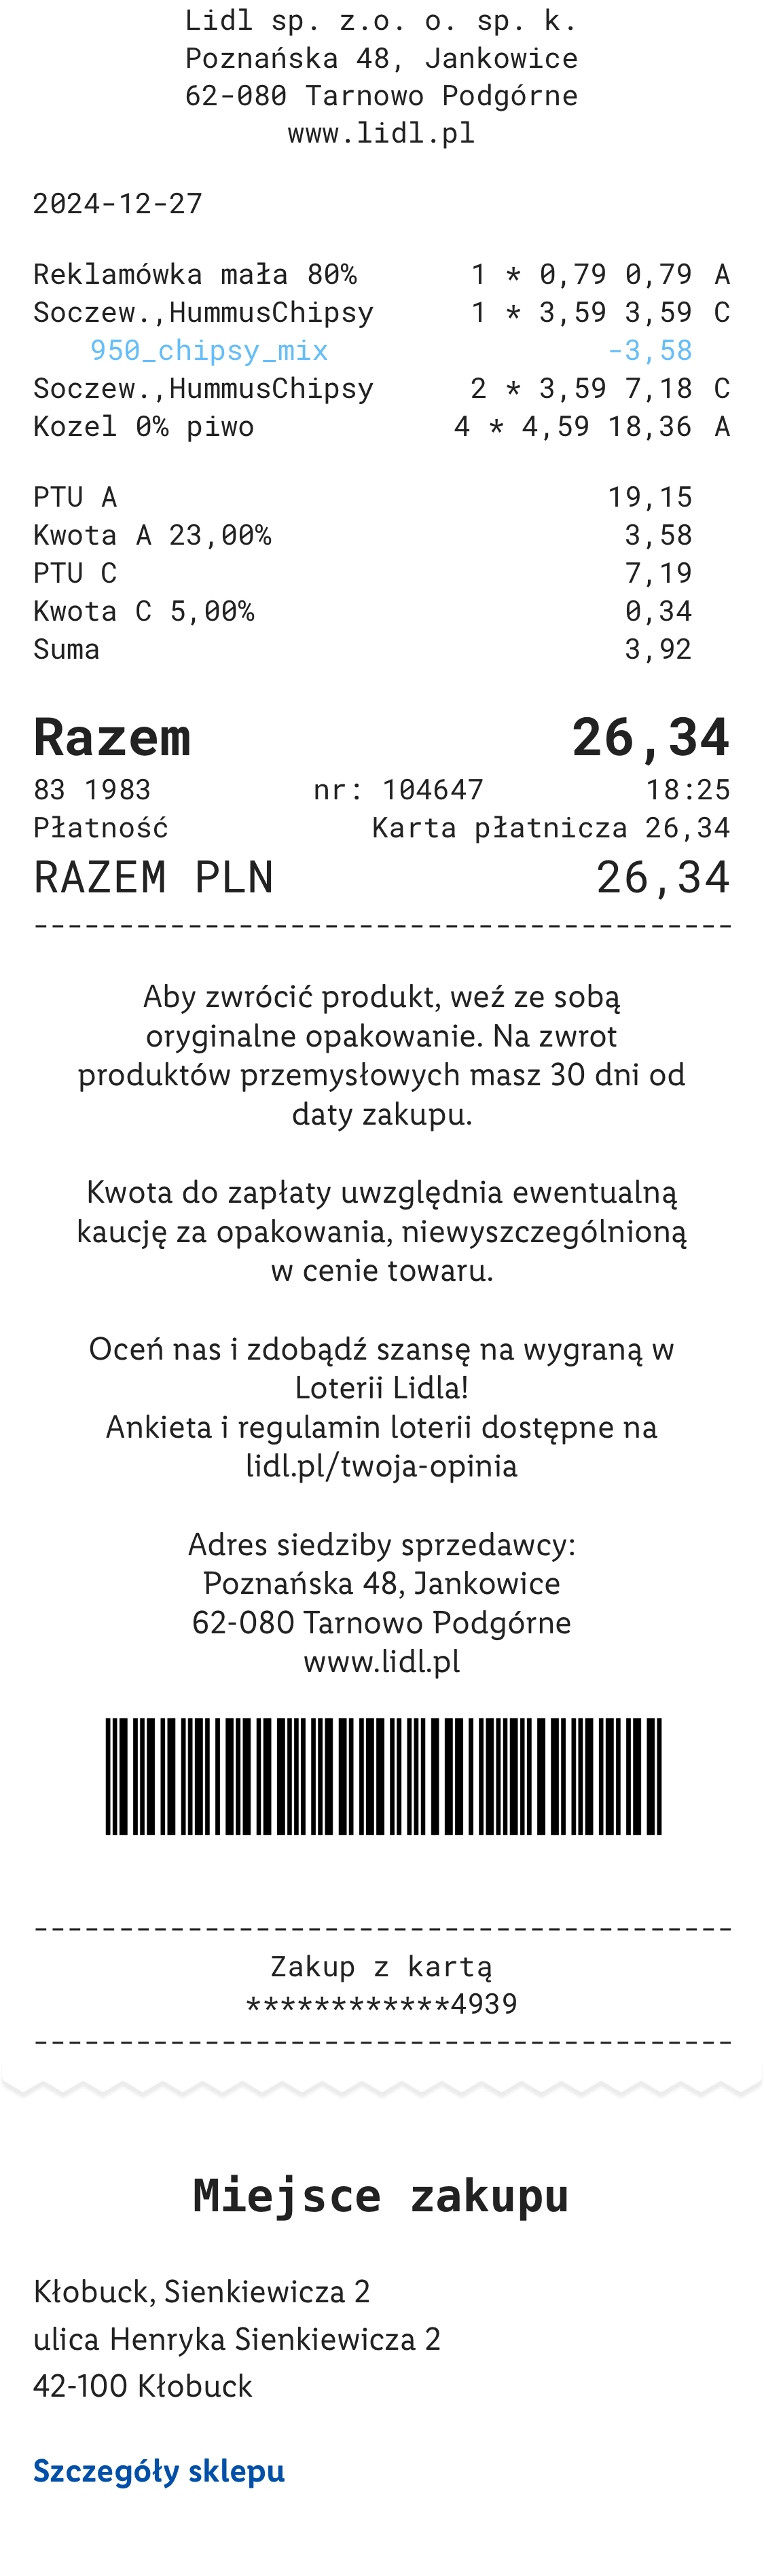 Lidl sp. z.o. o. sp. k.
Poznańska 48, Jankowice
62-080 Tarnowo Podgórne
www.lidl.pl
2024-12-27
Reklamówka mała 80% 1 * 0,79 0,79 A
Soczew.,HummusChipsy 1 * 3,59 3,59 C
950_chipsy_mix -3,58
Soczew.,HummusChipsy 2 * 3,59 7,18 C
Kozel 0% piwo 4 * 4,59 18,36 A
PTU A 19,15
Kwota A 23,00% 3,58
PTU C 7,19
Kwota C 5,00% 0,34
Suma 3,92
Razem 26,34
83 1983 nr: 104647 18:25
Płatność Karta płatnicza 26,34
RAZEM PLN 26,34
-----------------------------------------
Aby zwrócić produkt, weź ze sobą
oryginalne opakowanie. Na zwrot
produktów przemysłowych masz 30 dni od
daty zakupu.
Kwota do zapłaty uwzględnia ewentualną
kaucję za opakowania, niewyszczególnioną
w cenie towaru.
Oceń nas i zdobądź szansę na wygraną w
Loterii Lidla!
Ankieta i regulamin loterii dostępne na
lidl.pl/twoja-opinia
Adres siedziby sprzedawcy:
Poznańska 48, Jankowice
62-080 Tarnowo Podgórne
www.lidl.pl
-----------------------------------------
Zakup z kartą
************4939
-----------------------------------------
Miejsce zakupu
Kłobuck, Sienkiewicza 2
ulica Henryka Sienkiewicza 2
42-100 Kłobuck
Szczegóły sklepu